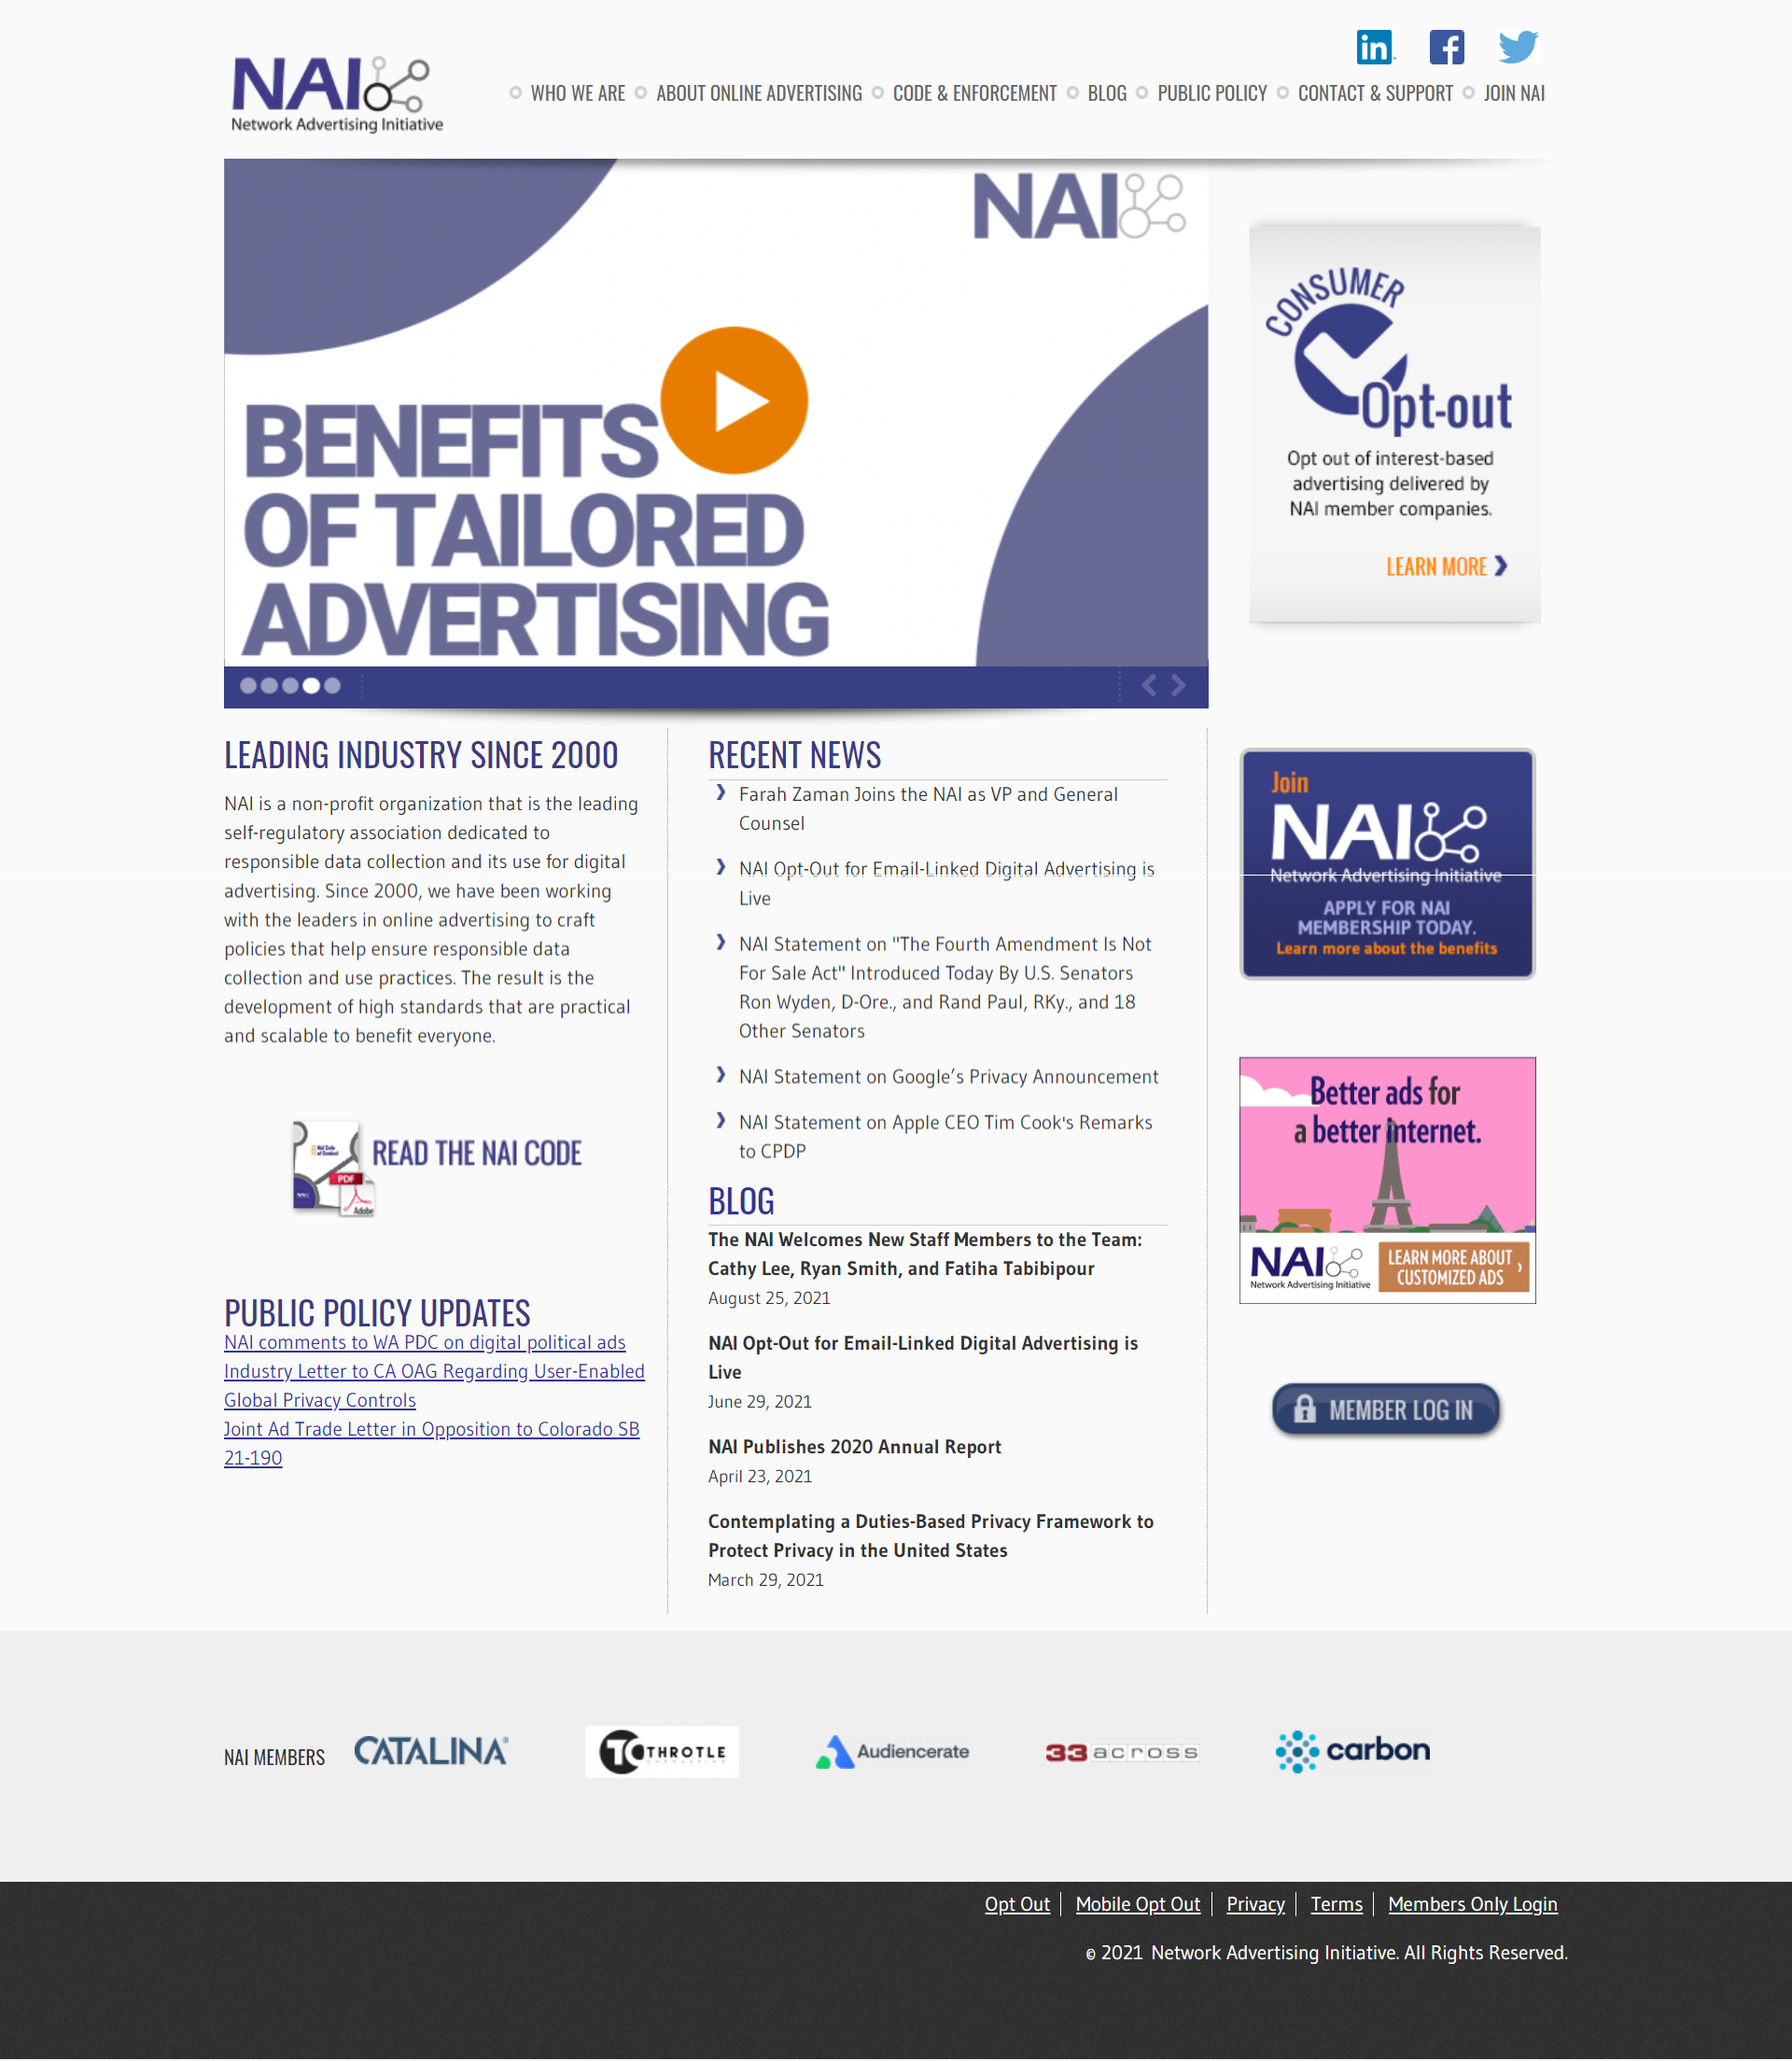 in
NAI
Network Advertising Initiative
WHO WE ARE
ABOUT ONLINE ADVERTISING
CODE & ENFORCEMENT
BLOG
PUBLIC POLICY
CONTACT & SUPPORT
JOIN NAI
NAI
BENEFITS
OF TAILORED
ADVERTISING
CONSUMER
Opt-out
Opt out of interest-based
advertising delivered by
NAI member companies.
LEARN MORE
LEADING INDUSTRY SINCE 2000
NAI is a non-profit organization that is the leading
self-regulatory association dedicated to
responsible data collection and its use for digital
advertising. Since 2000, we have been working
with the leaders in online advertising to craft
policies that help ensure responsible data
collection and use practices. The result is the
development of high standards that are practical
and scalable to benefit everyone.
NAI Code
of Conduct
NAI
PDF
Adobe
READ THE NAI CODE
PUBLIC POLICY UPDATES
NAI comments to WA PDC on digital political ads
Industry Letter to CA OAG Regarding User-Enabled
Global Privacy Controls
Joint Ad Trade Letter in Opposition to Colorado SB
21-190
RECENT NEWS
Farah Zaman Joins the NAI as VP and General
Counsel
NAI Opt-Out for Email-Linked Digital Advertising is
Live
NAI Statement on "The Fourth Amendment Is Not
For Sale Act" Introduced Today By U.S. Senators
Ron Wyden, D-Ore., and Rand Paul, RKy., and 18
Other Senators
NAI Statement on Google’s Privacy Announcement
NAI Statement on Apple CEO Tim Cook's Remarks
to CPDP
BLOG
The NAI Welcomes New Staff Members to the Team:
Cathy Lee, Ryan Smith, and Fatiha Tabibipour
August 25, 2021
NAI Opt-Out for Email-Linked Digital Advertising is
Live
June 29, 2021
NAI Publishes 2020 Annual Report
April 23, 2021
Contemplating a Duties-Based Privacy Framework to
Protect Privacy in the United States
March 29, 2021
Join
NAI
Network Advertising Initiative
APPLY FOR NAI
MEMBERSHIP TODAY.
Learn more about the benefits
Better ads for
a better internet.
NAI
Network Advertising Initiative
LEARN MORE ABOUT
CUSTOMIZED ADS
MEMBER LOG IN
NAI MEMBERS
CATALINA
THROTLE
Audiencerate
33across
carbon
Opt Out
Mobile Opt Out
Privacy
Terms
Members Only Login
© 2021 Network Advertising Initiative. All Rights Reserved.